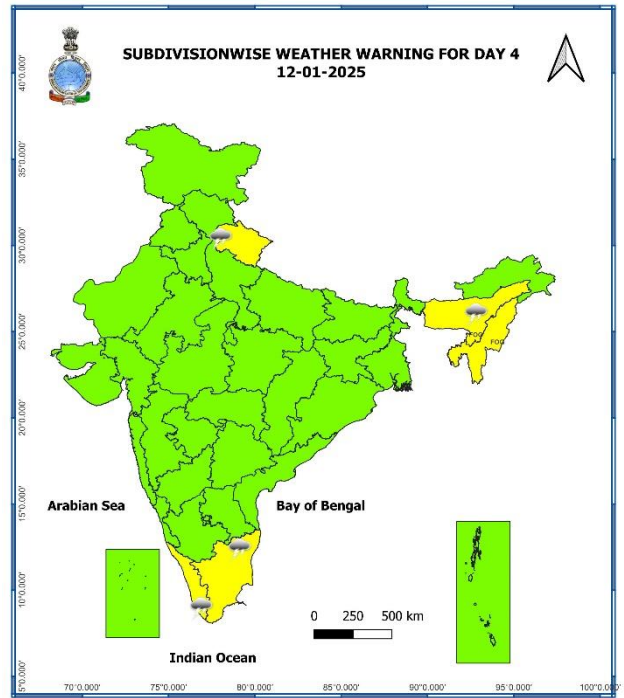 SUBDIVISIONWISE WEATHER WARNING FOR DAY 4
12-01-2025
40°0.000'
35°0.000'
30°0.000'
25°0.000'
20°0.000'
15°0.000'
10°0.000'
5°0.000'
FOG
FOG
Arabian Sea
Bay of Bengal
0 250 500 km
Indian Ocean
70°0.000' 75°0.000' 80°0.000' 85°0.000' 90°0.000' 95°0.000' 100°0.000'